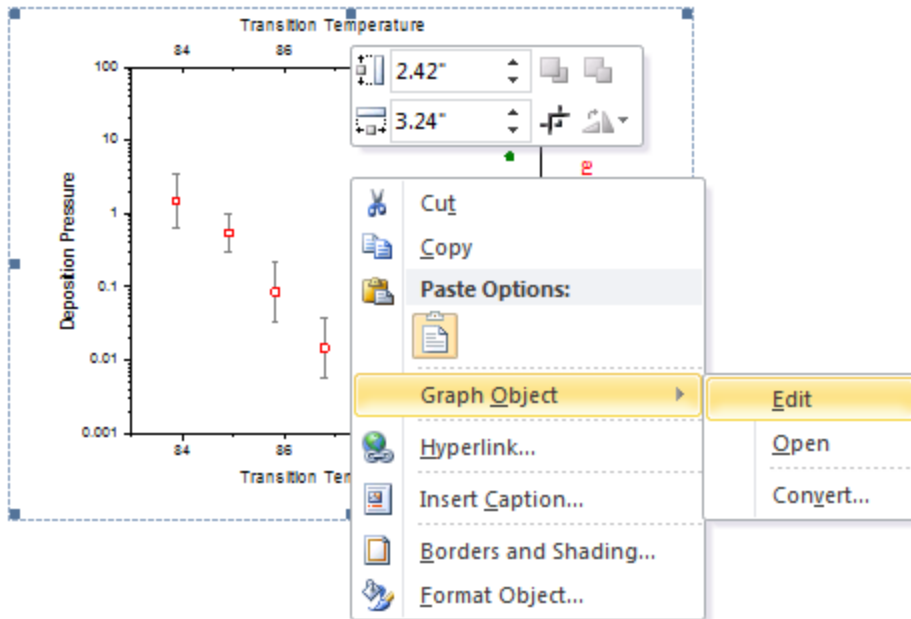 Transition Temperature
84 86
100
10
1
0.1
0.01
0.001
Deposition Pressure
84 86
2.42"
3.24"
Cut
Copy
Paste Options:
Graph Object
Edit
Open
Convert...
Hyperlink...
Insert Caption...
Borders and Shading...
Format Object...